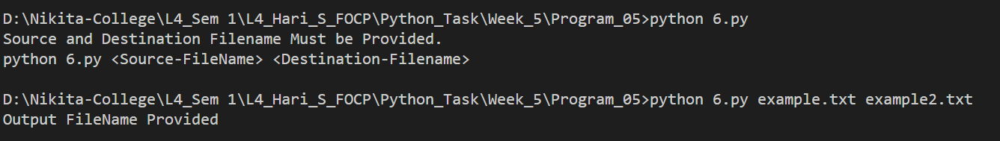 D:\Nikita-College\L4_Sem 1\L4_Hari_S_FOCP\Python_Task\Week_5\Program_05>python 6.py
Source and Destination Filename Must be Provided.
python 6.py <Source-FileName> <Destination-Filename>
D:\Nikita-College\L4_Sem 1\L4_Hari_S_FOCP\Python_Task\Week_5\Program_05>python 6.py example.txt example2.txt
Output FileName Provided